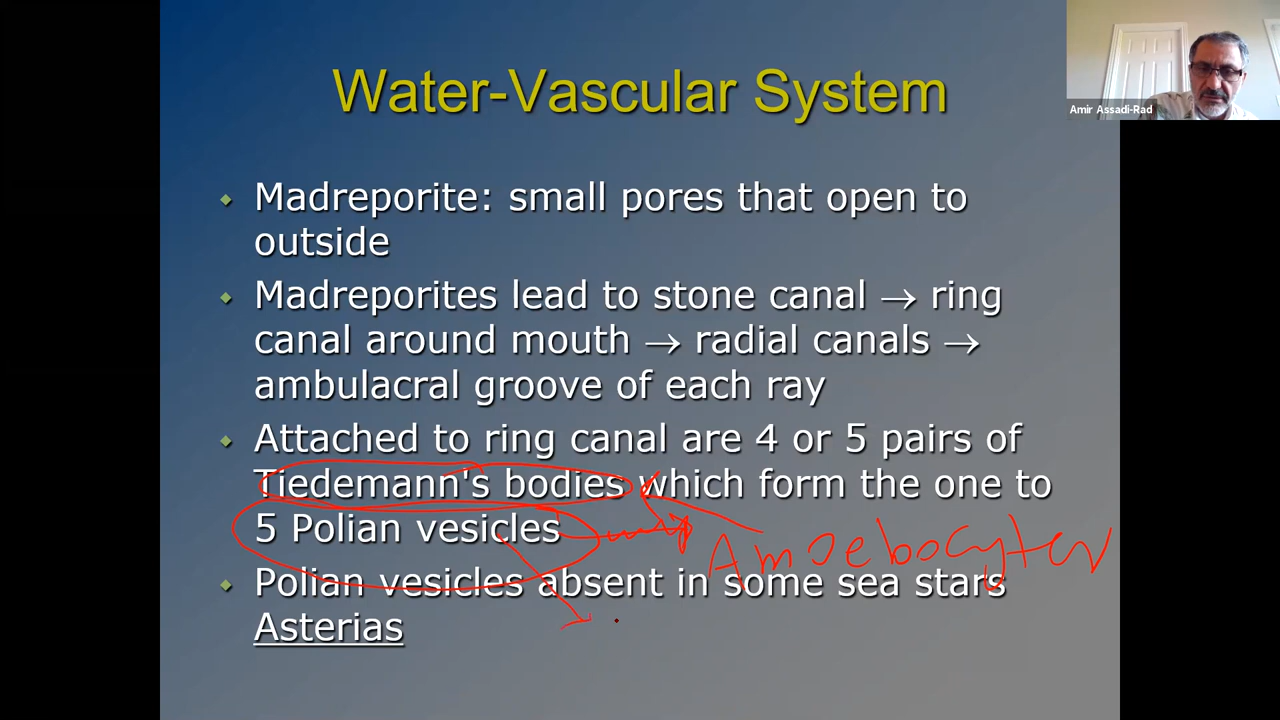 Water-Vascular System
Amir Assadi-Rad
Madreporite: small pores that open to
outside
Madreporites lead to stone canal → ring
canal around mouth → radial canals →
ambulacral groove of each ray
Attached to ring canal are 4 or 5 pairs of
Tiedemann's bodies which form the one to
5 Polian vesicles
Amoebocytes
Polian vesicles absent in some sea stars
Asterias